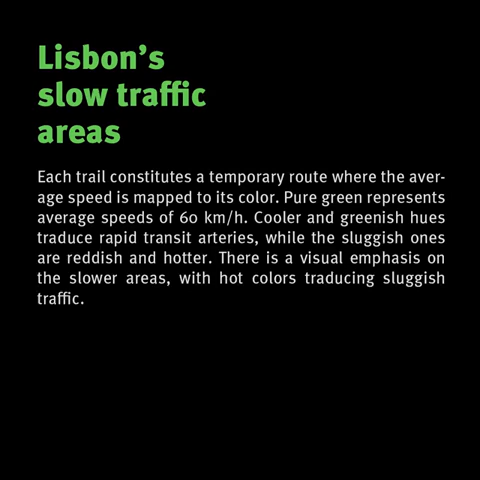 Lisbon’s
slow traffic
areas
Each trail constitutes a temporary route where the aver-
age speed is mapped to its color. Pure green represents
average speeds of 60 km/h. Cooler and greenish hues
traduce rapid transit arteries, while the sluggish ones
are reddish and hotter. There is a visual emphasis on
the slower areas, with hot colors traducing sluggish
traffic.